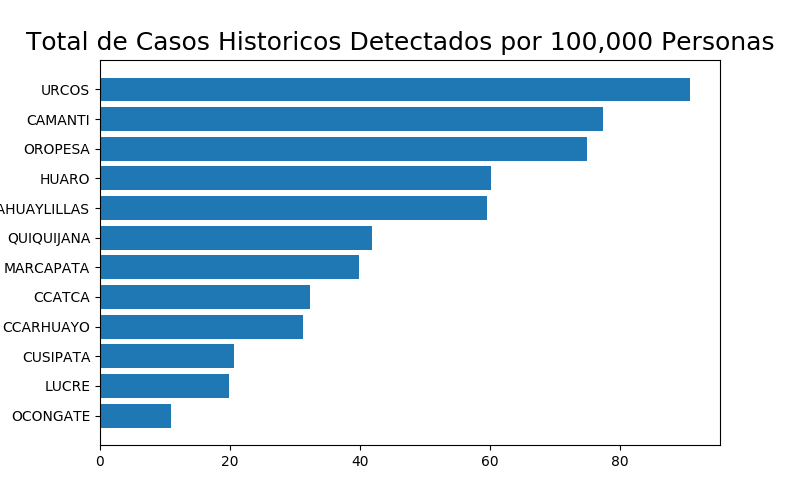 Total de Casos Historicos Detectados por 100,000 Personas
URCOS
CAMANTI
OROPESA
HUARO
AHUAYLILLAS
QUIQUIJANA
MARCAPATA
CCATCA
CCARHUAYO
CUSIPATA
LUCRE
OCONGATE
0 20 40 60 80